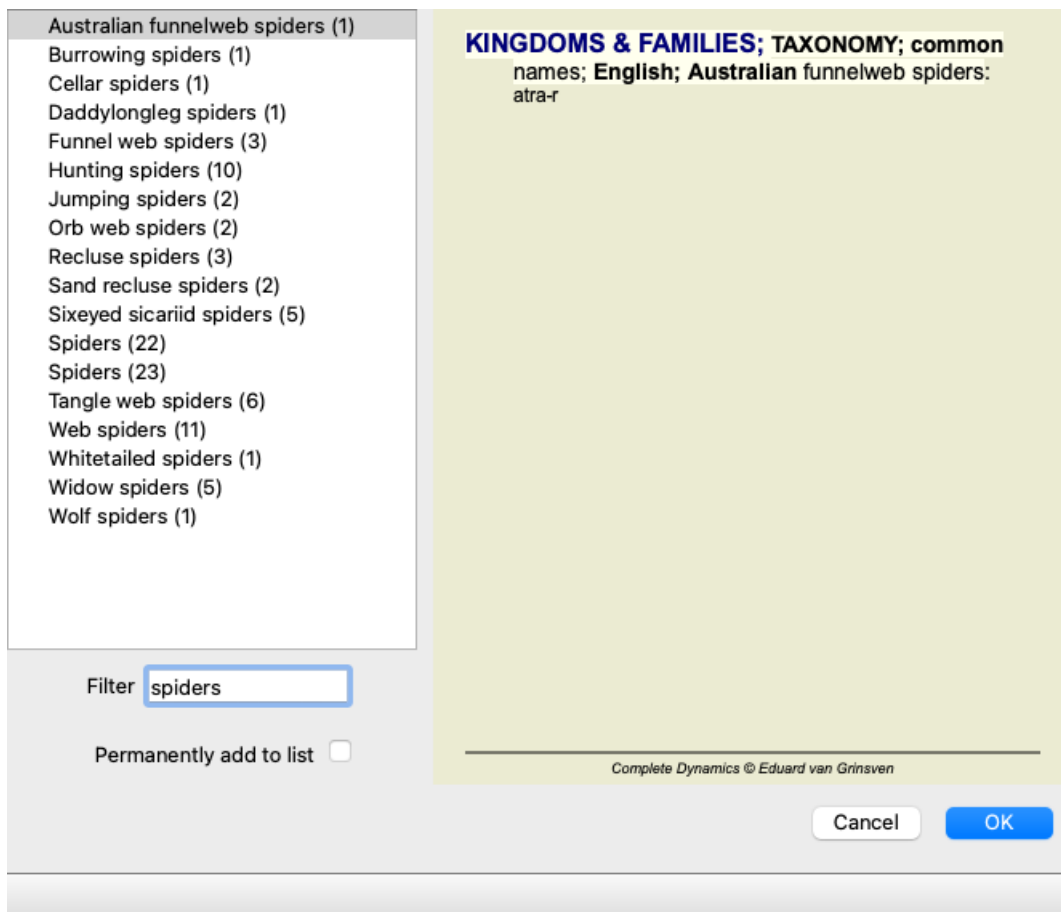 Australian funnelweb spiders (1)
Burrowing spiders (1)
Cellar spiders (1)
Daddylongleg spiders (1)
Funnel web spiders (3)
Hunting spiders (10)
Jumping spiders (2)
Orb web spiders (2)
Recluse spiders (3)
Sand recluse spiders (2)
Sixeyed sicariid spiders (5)
Spiders (22)
Spiders (23)
Tangle web spiders (6)
Web spiders (11)
Whitetailed spiders (1)
Widow spiders (5)
Wolf spiders (1)
Filter spiders
Permanently add to list
KINGDOMS & FAMILIES; TAXONOMY; common
names; English; Australian funnelweb spiders:
atra-r
Complete Dynamics © Eduard van Grinsven
Cancel OK